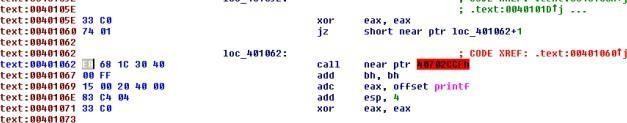 text:0040105E loc_40105E: ; CODE XREF:
text:0040105E ; .text:0040101D↑j ...
text:0040105E 33 C0 xor eax, eax
text:00401060 74 01 jz short near ptr loc_401062+1
text:00401062
text:00401062 loc_401062: ; CODE XREF: .text:00401060↑j
text:00401062 E8 68 1C 30 40 call near ptr 40702CCFh
text:00401067 00 FF add bh, bh
text:00401069 15 00 20 40 00 adc eax, offset printf
text:0040106E 83 C4 04 add esp, 4
text:00401071 33 C0 xor eax, eax
text:00401073